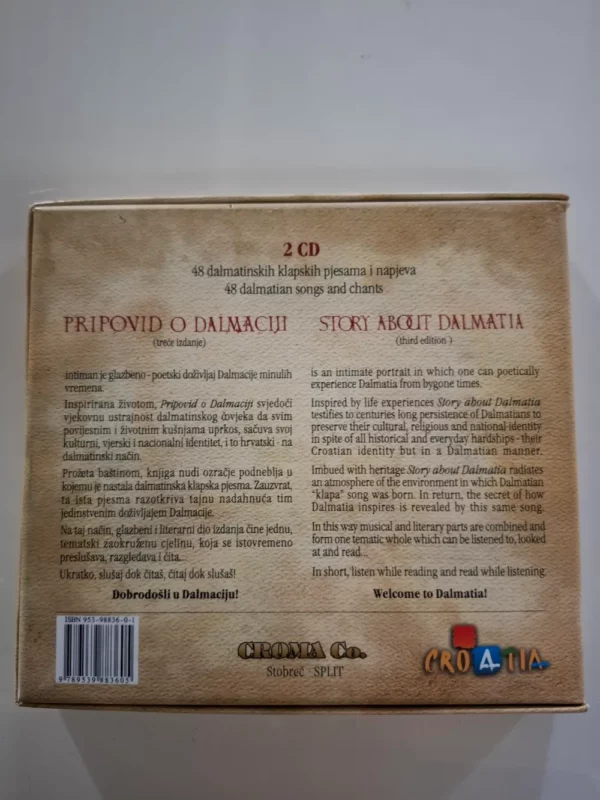 2 CD
48 dalmatinskih klapskih pjesama i napjeva
48 dalmatian songs and chants
PRIPOVID O DALMACIJI
(treće izdanje)
intiman je glazbeno - poetski doživljaj Dalmacije minulih
vremena.
Inspirirana životom, Pripovid o Dalmaciji svjedoči
vjekovnu ustrajnost dalmatinskog čovjeka da svim
povijesnim i životnim kušnjama uprkos, sačuva svoj
kulturni, vjerski i nacionalni identitet, i to hrvatski - na
dalmatinski način.
Prožeta baštinom, knjiga nudi ozračje podneblja u
kojemu je nastala dalmatinska klapska pjesma. Zauzvrat,
ta ista pjesma razotkriva tajnu nadahnuća tim
jedinstvenim doživljajem Dalmacije.
Na taj način, glazbeni i literarni dio izdanja čine jednu,
tematski zaokruženu cjelinu, koja se istovremeno
preslušava, razgledava i čita...
Ukratko, slušaj dok čitaš, čitaj dok slušaš!
Dobrodošli u Dalmaciju!
STORY ABOUT DALMATIA
(third edition )
is an intimate portrait in which one can poetically
experience Dalmatia from bygone times.
Inspired by life experiences Story about Dalmatia
testifies to centuries long persistence of Dalmatians to
preserve their cultural, religious and national identity
in spite of all historical and everyday hardships - their
Croatian identity but in a Dalmatian manner.
Imbued with heritage Story about Dalmatia radiates
an atmosphere of the environment in which Dalmatian
"klapa" song was born. In return, the secret of how
Dalmatia inspires is revealed by this same song.
In this way musical and literary parts are combined and
form one tematic whole which can be listened to, looked
at and read...
In short, listen while reading and read while listening.
Welcome to Dalmatia!
ISBN 953-98836-0-1
9 789539 883605
CROMA Co.
Stobreč SPLIT
CROATIA